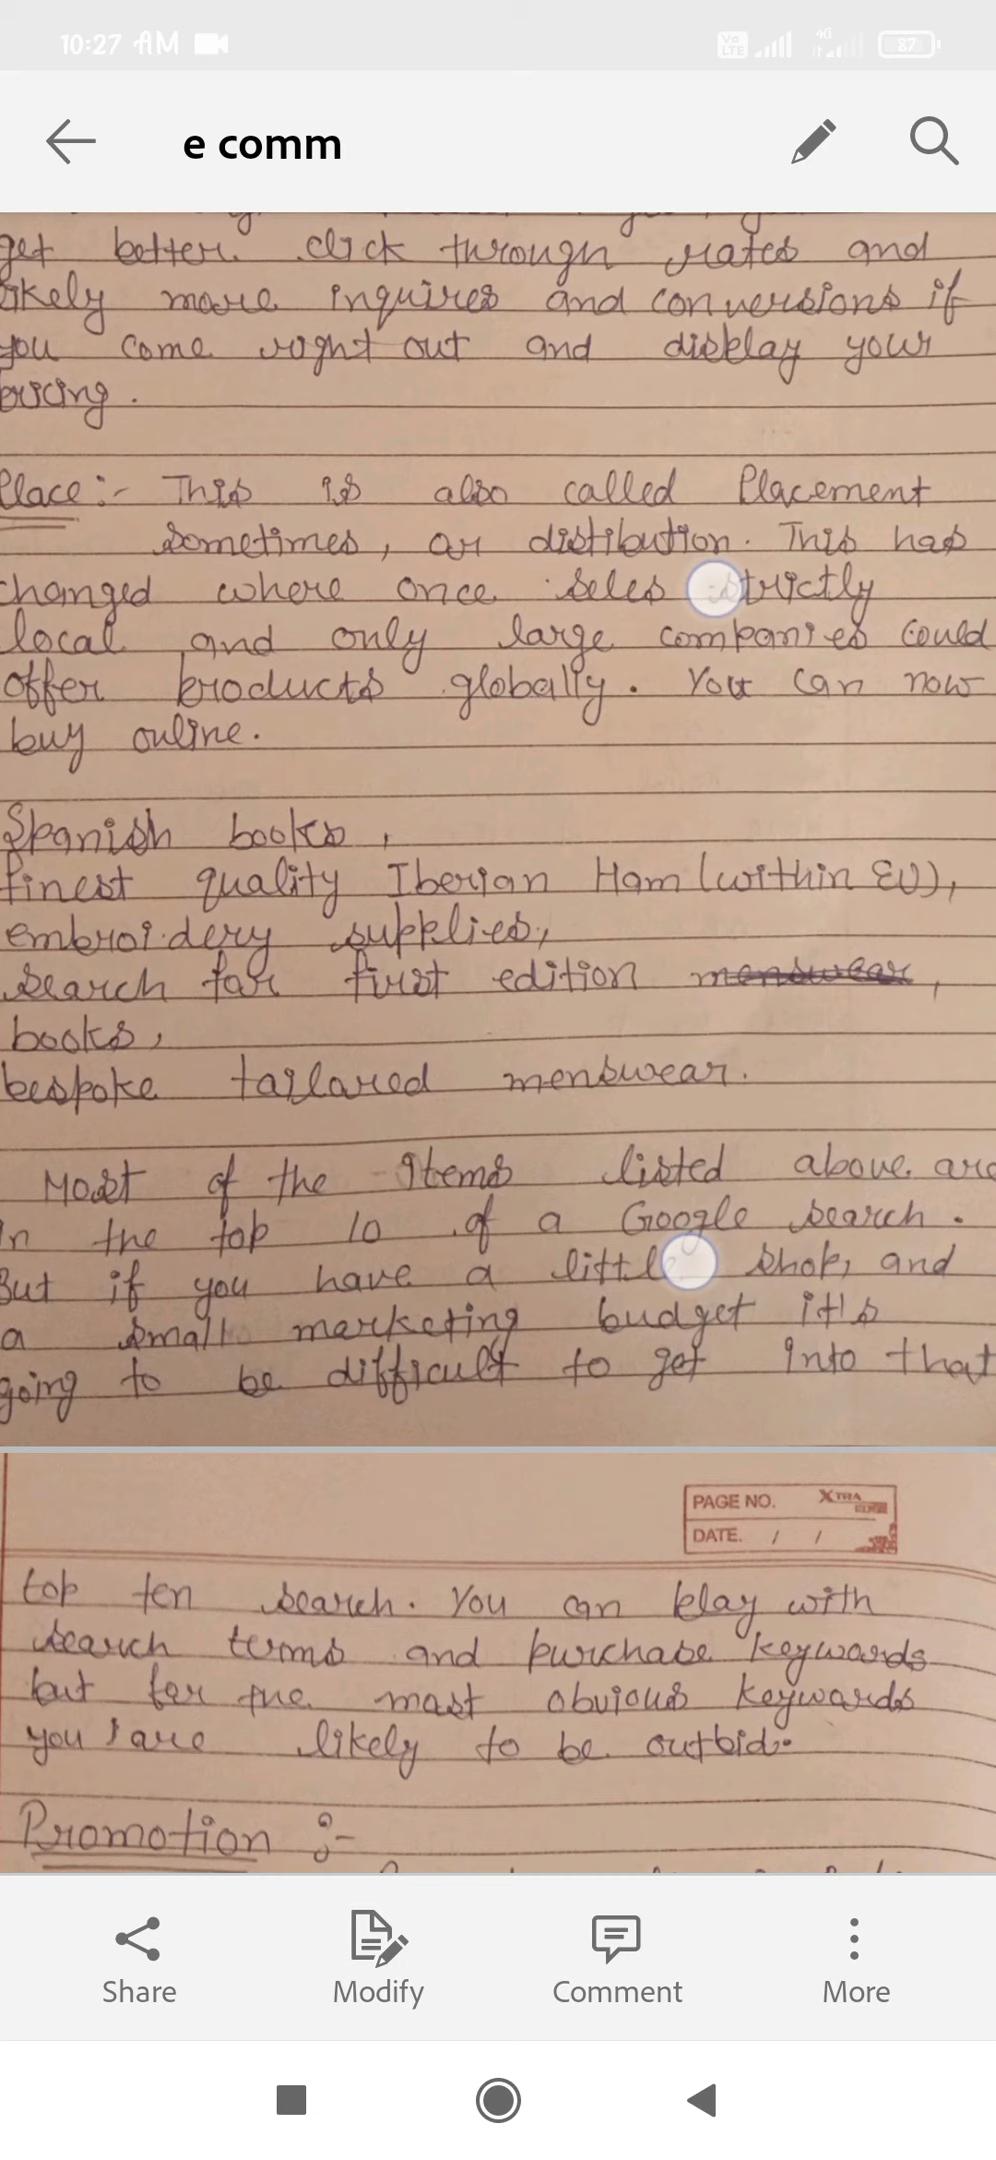 10:27 AM
Vo LTE 4G 87
e comm
get better click through rates and
likely more inquires and conversions if
you come right out and display your
pricing.
Place:- This is also called Placement
sometimes, or distibution. This has
changed where once seles strictly
local and only large companies could
offer products globally. You can now
buy online.
Spanish books,
finest quality Iberian Ham (within EU),
embroidery supplies,
search for first edition menswear,
books,
bespoke tailored menswear.
Most of the Items listed above are
In the top 10 of a Google search.
But if you have a little shop, and
a small marketing budget it's
going to be difficult to get into that
PAGE NO. XTRA
DATE. / /
top ten search. You can play with
search terms and purchase keywords
but for the most obvious keywords
you are likely to be outbid.
Promotion :-
Share Modify Comment More